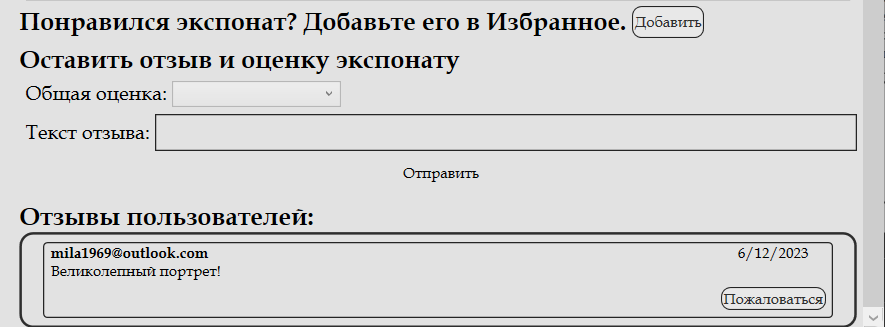 Понравился экспонат? Добавьте его в Избранное. Добавить
Оставить отзыв и оценку экспонату
Общая оценка:
Текст отзыва:
Отправить
Отзывы пользователей:
mila1969@outlook.com 6/12/2023
Великолепный портрет!
Пожаловаться